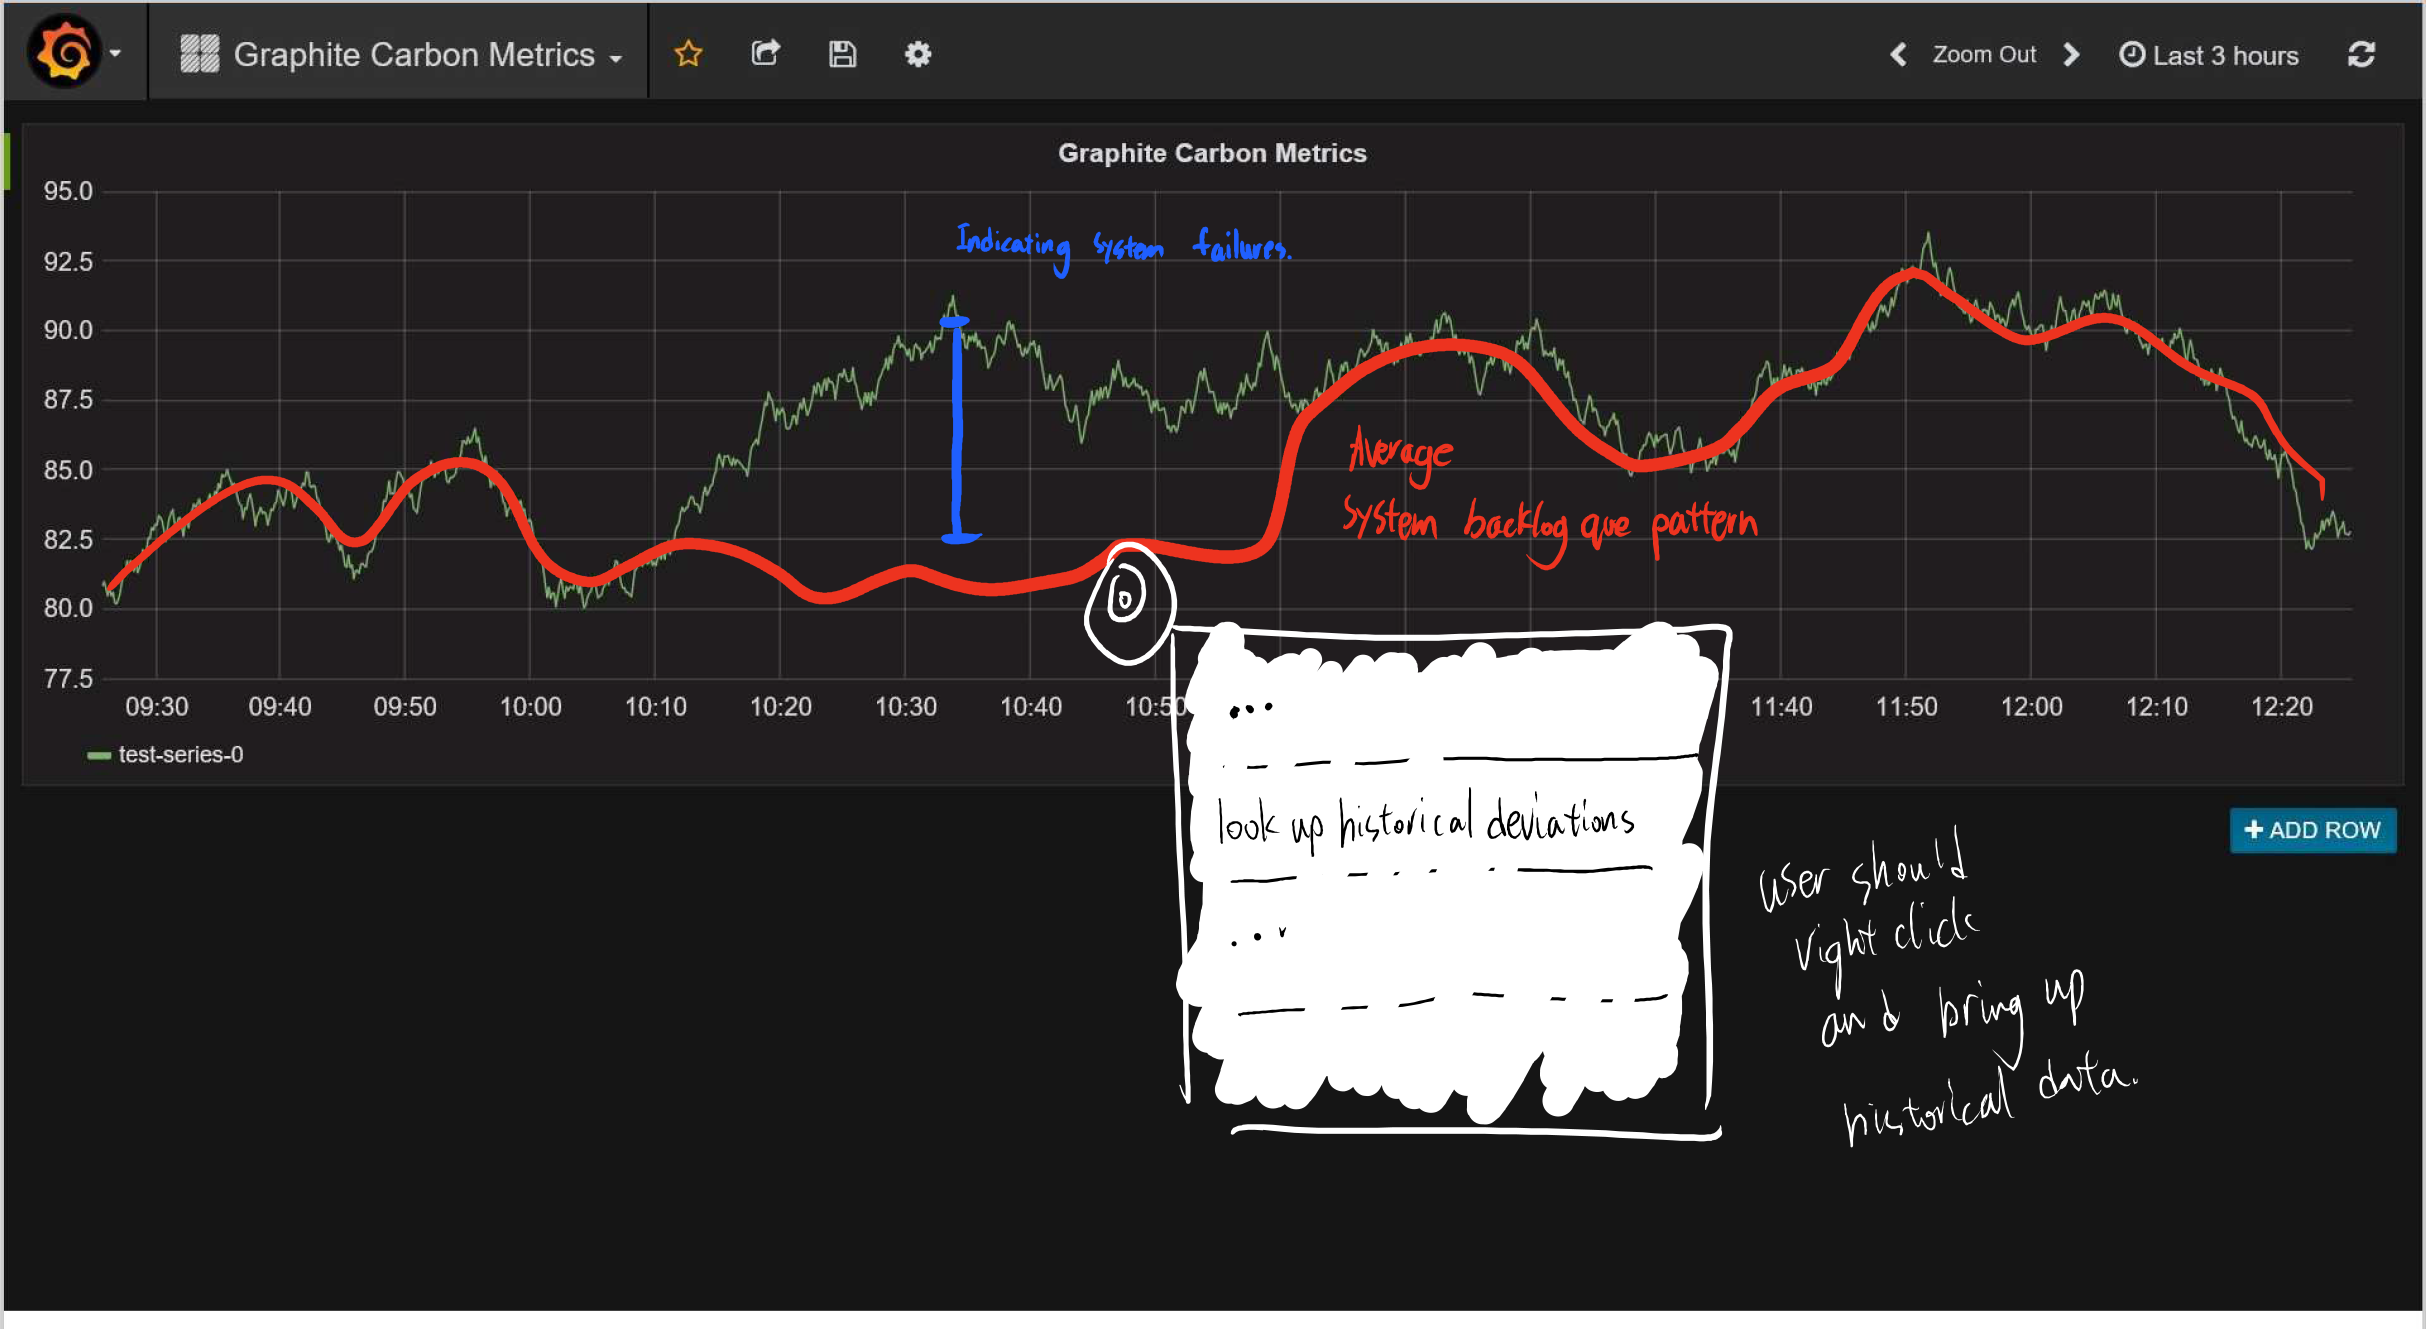 Graphite Carbon Metrics
Zoom Out
Last 3 hours
Graphite Carbon Metrics
95.0
92.5
90.0
87.5
85.0
82.5
80.0
77.5
Indicating system failures.
Average
System backlog que pattern
09:30 09:40 09:50 10:00 10:10 10:20 10:30 10:40 10:50 11:40 11:50 12:00 12:10 12:20
test-series-0
...
look up historical deviations
...
+ ADD ROW
user should
right click
and bring up
historical data.